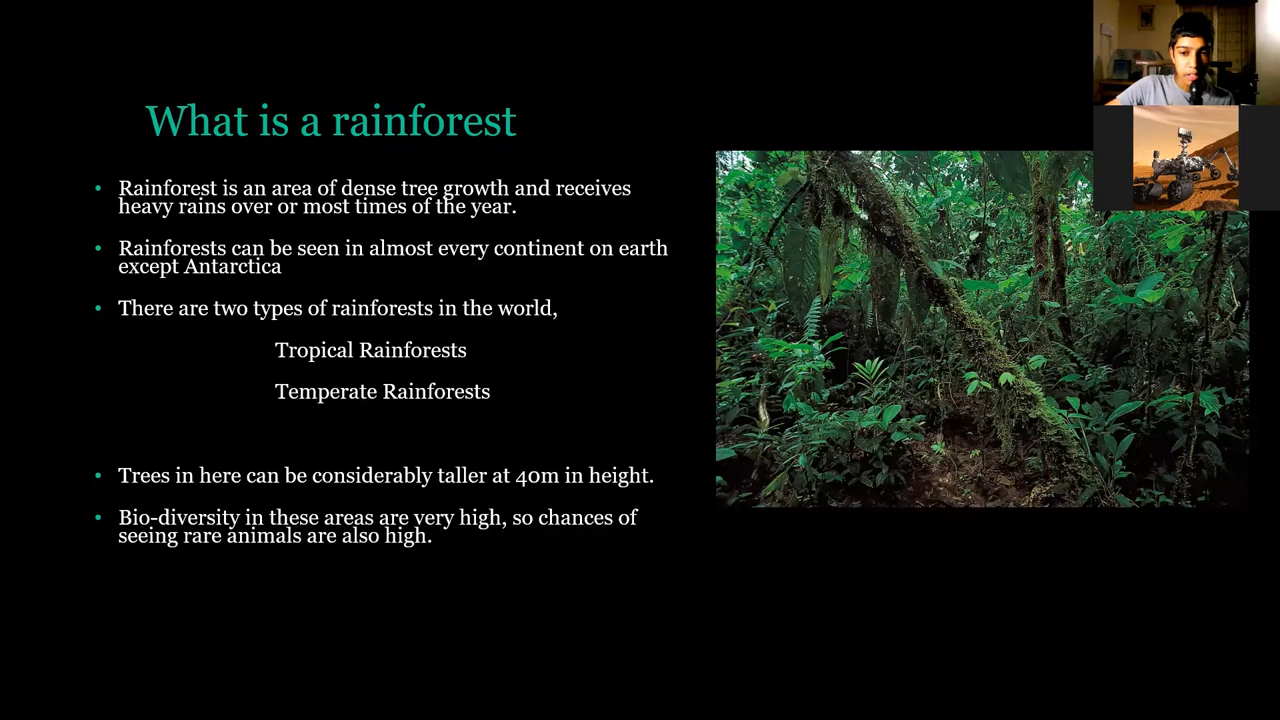 What is a rainforest
Rainforest is an area of dense tree growth and receives
heavy rains over or most times of the year.
Rainforests can be seen in almost every continent on earth
except Antarctica
There are two types of rainforests in the world,
Tropical Rainforests
Temperate Rainforests
Trees in here can be considerably taller at 40m in height.
Bio-diversity in these areas are very high, so chances of
seeing rare animals are also high.